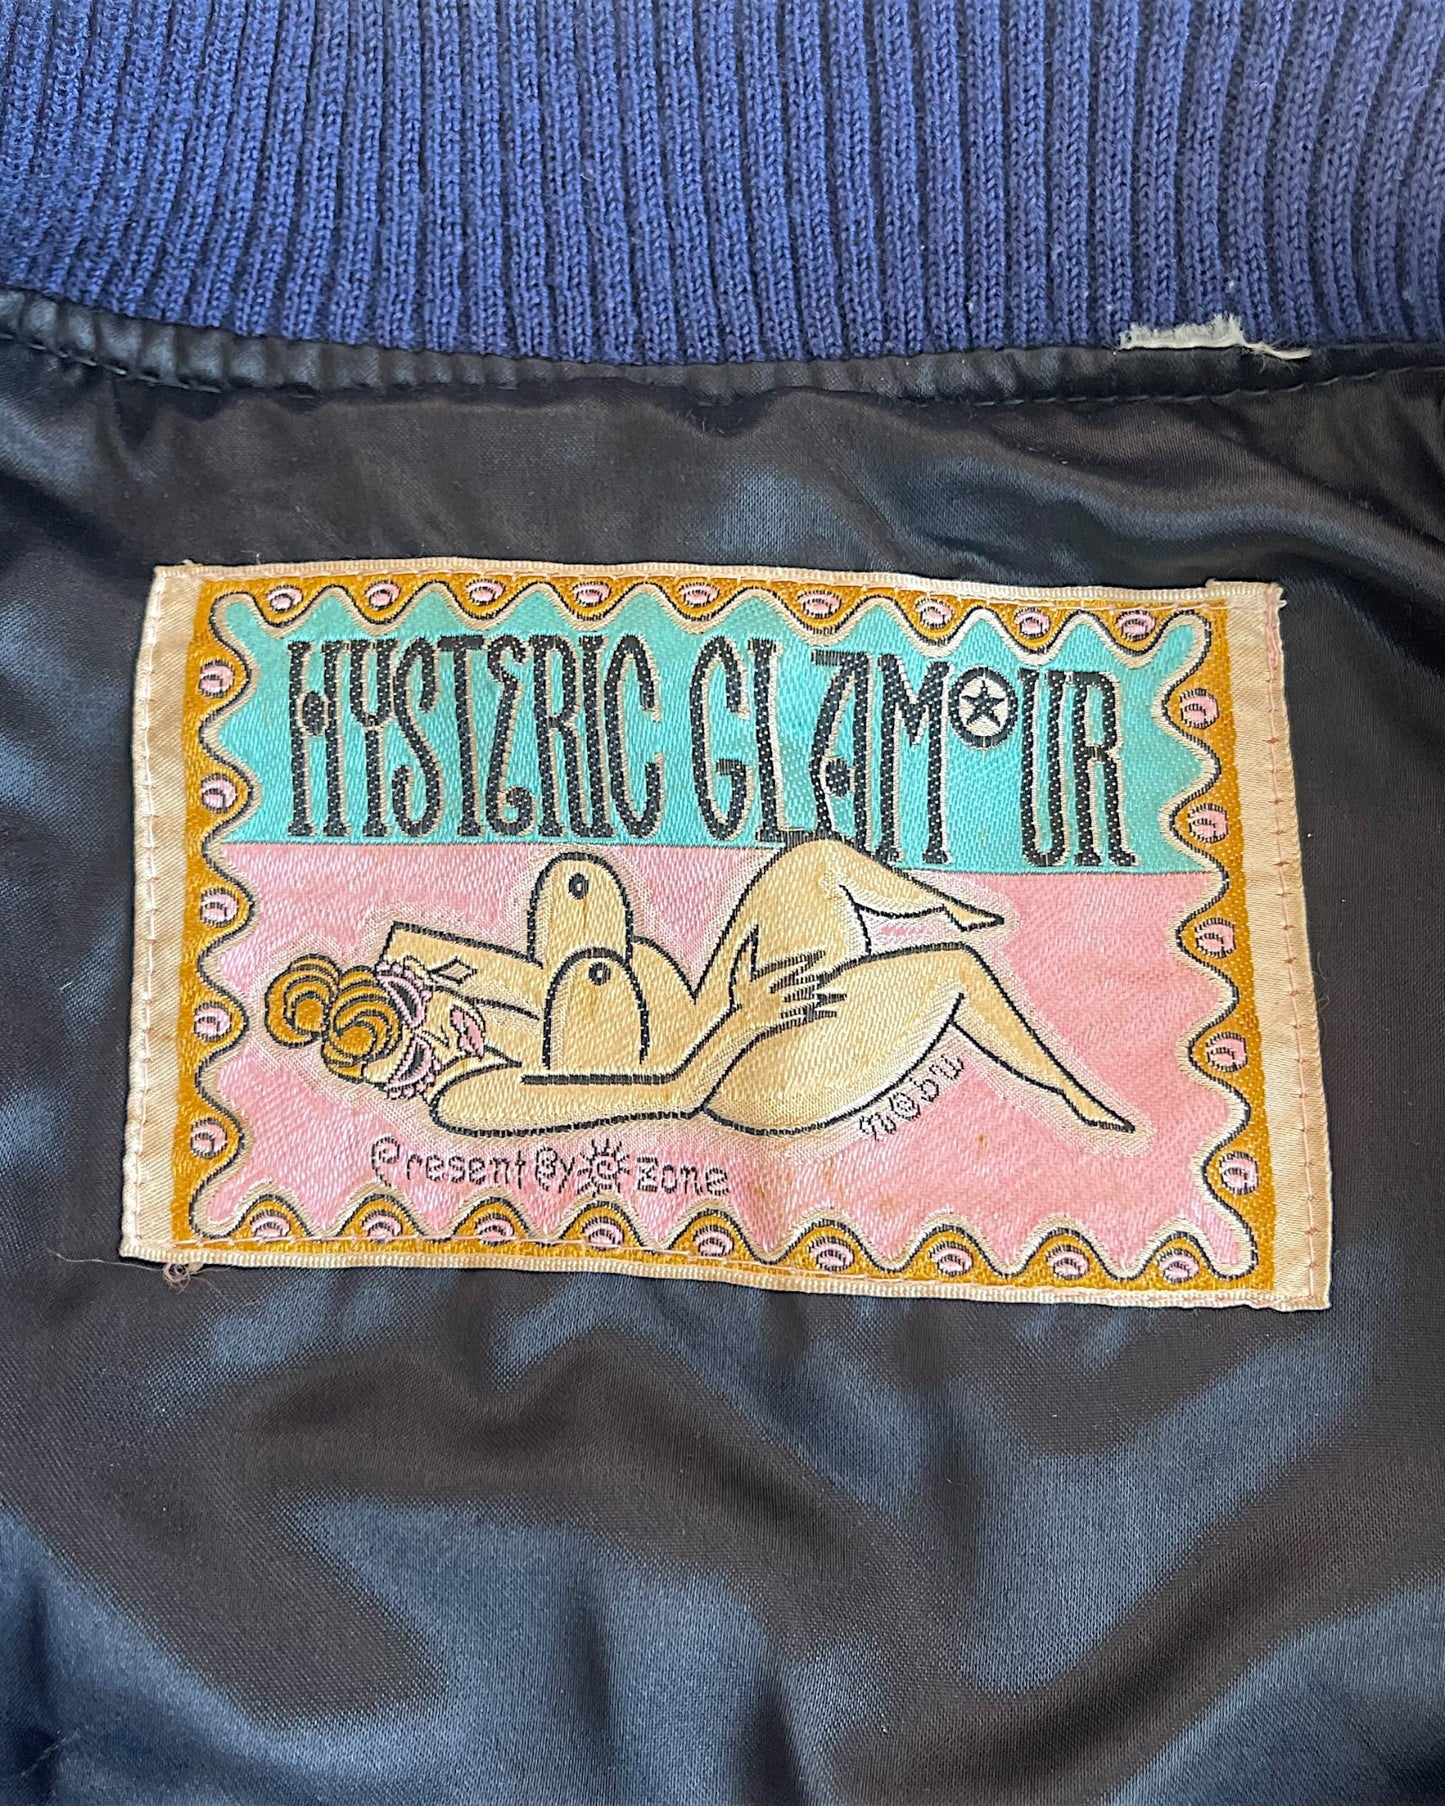 HYSTERIC GLAMOUR
nobu
Present By Zone